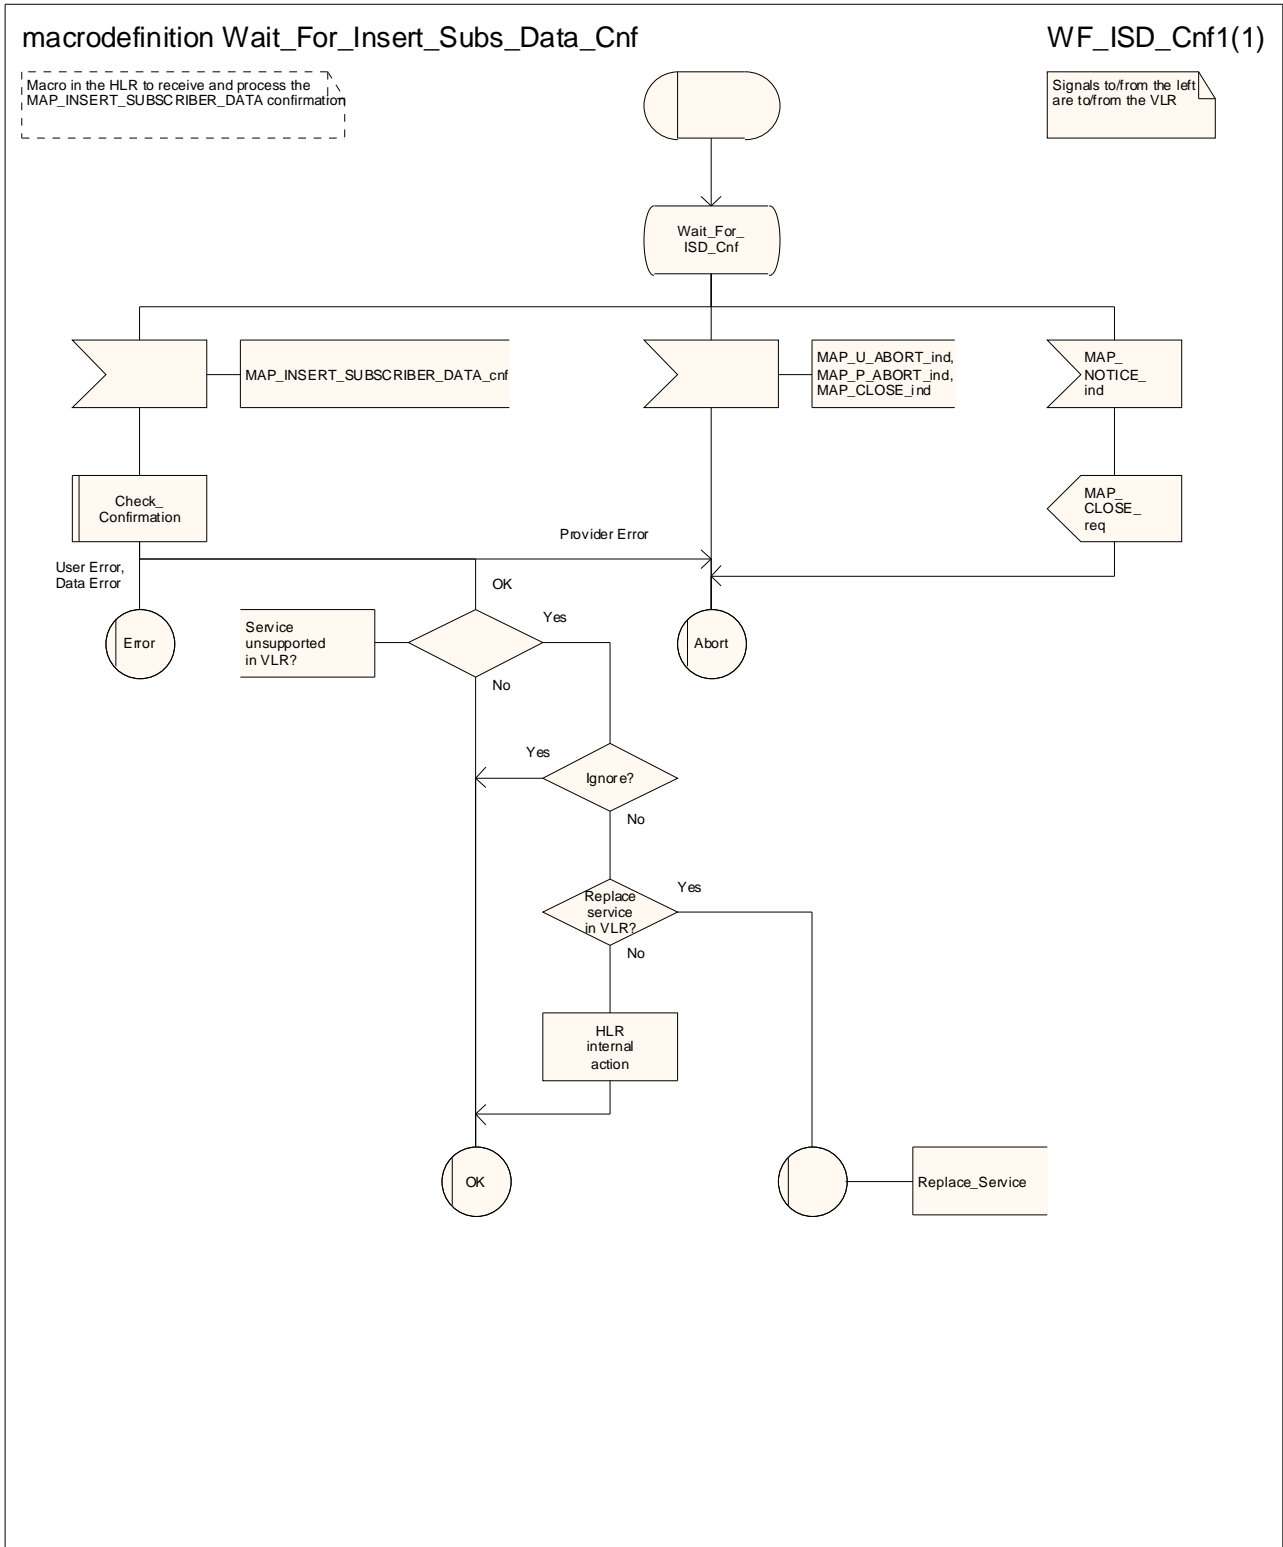 macrodefinition Wait_For_Insert_Subs_Data_Cnf
WF_ISD_Cnf1(1)
Macro in the HLR to receive and process the
MAP_INSERT_SUBSCRIBER_DATA confirmation
Signals to/from the left
are to/from the VLR
Wait_For_
ISD_Cnf
MAP_INSERT_SUBSCRIBER_DATA_cnf
MAP_U_ABORT_ind,
MAP_P_ABORT_ind,
MAP_CLOSE_ind
MAP_
NOTICE_
ind
Check_
Confirmation
MAP_
CLOSE_
req
Provider Error
User Error,
Data Error
OK
Error
Service
unsupported
in VLR?
Yes
No
Abort
Yes
Ignore?
No
Replace
service
in VLR?
Yes
No
HLR
internal
action
OK
Replace_Service